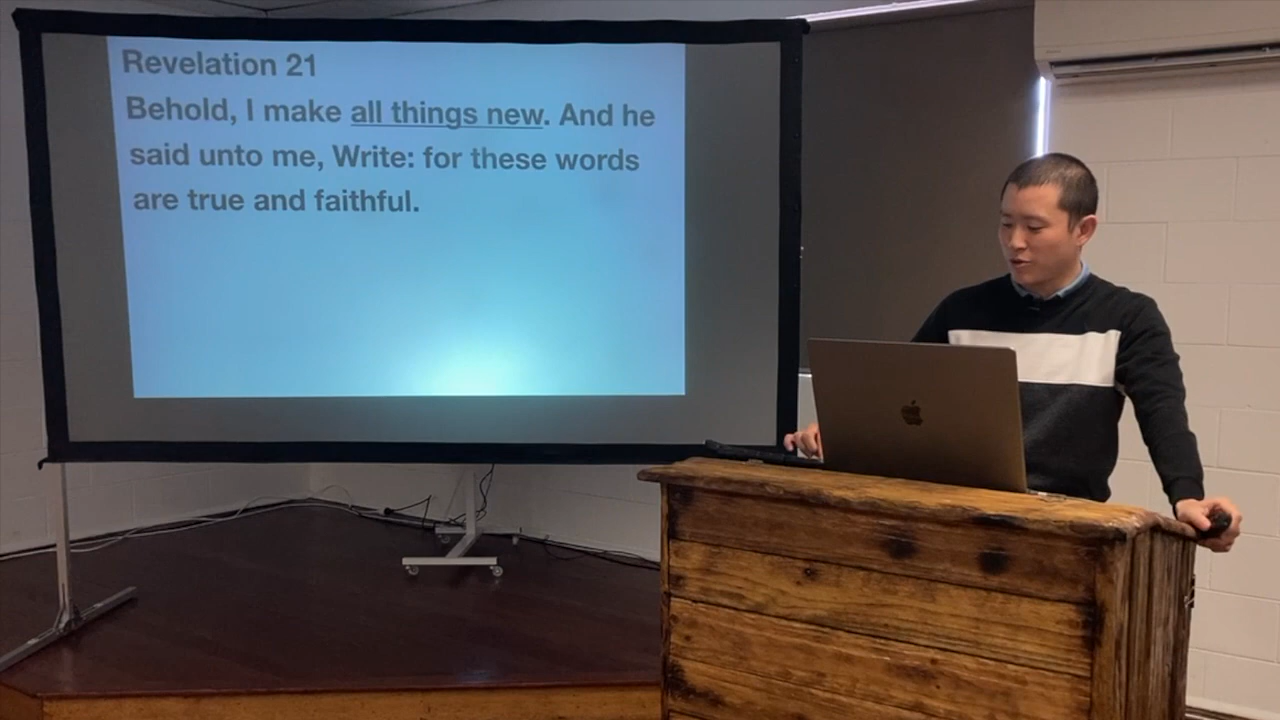 Revelation 21
Behold, I make all things new. And he
said unto me, Write: for these words
are true and faithful.